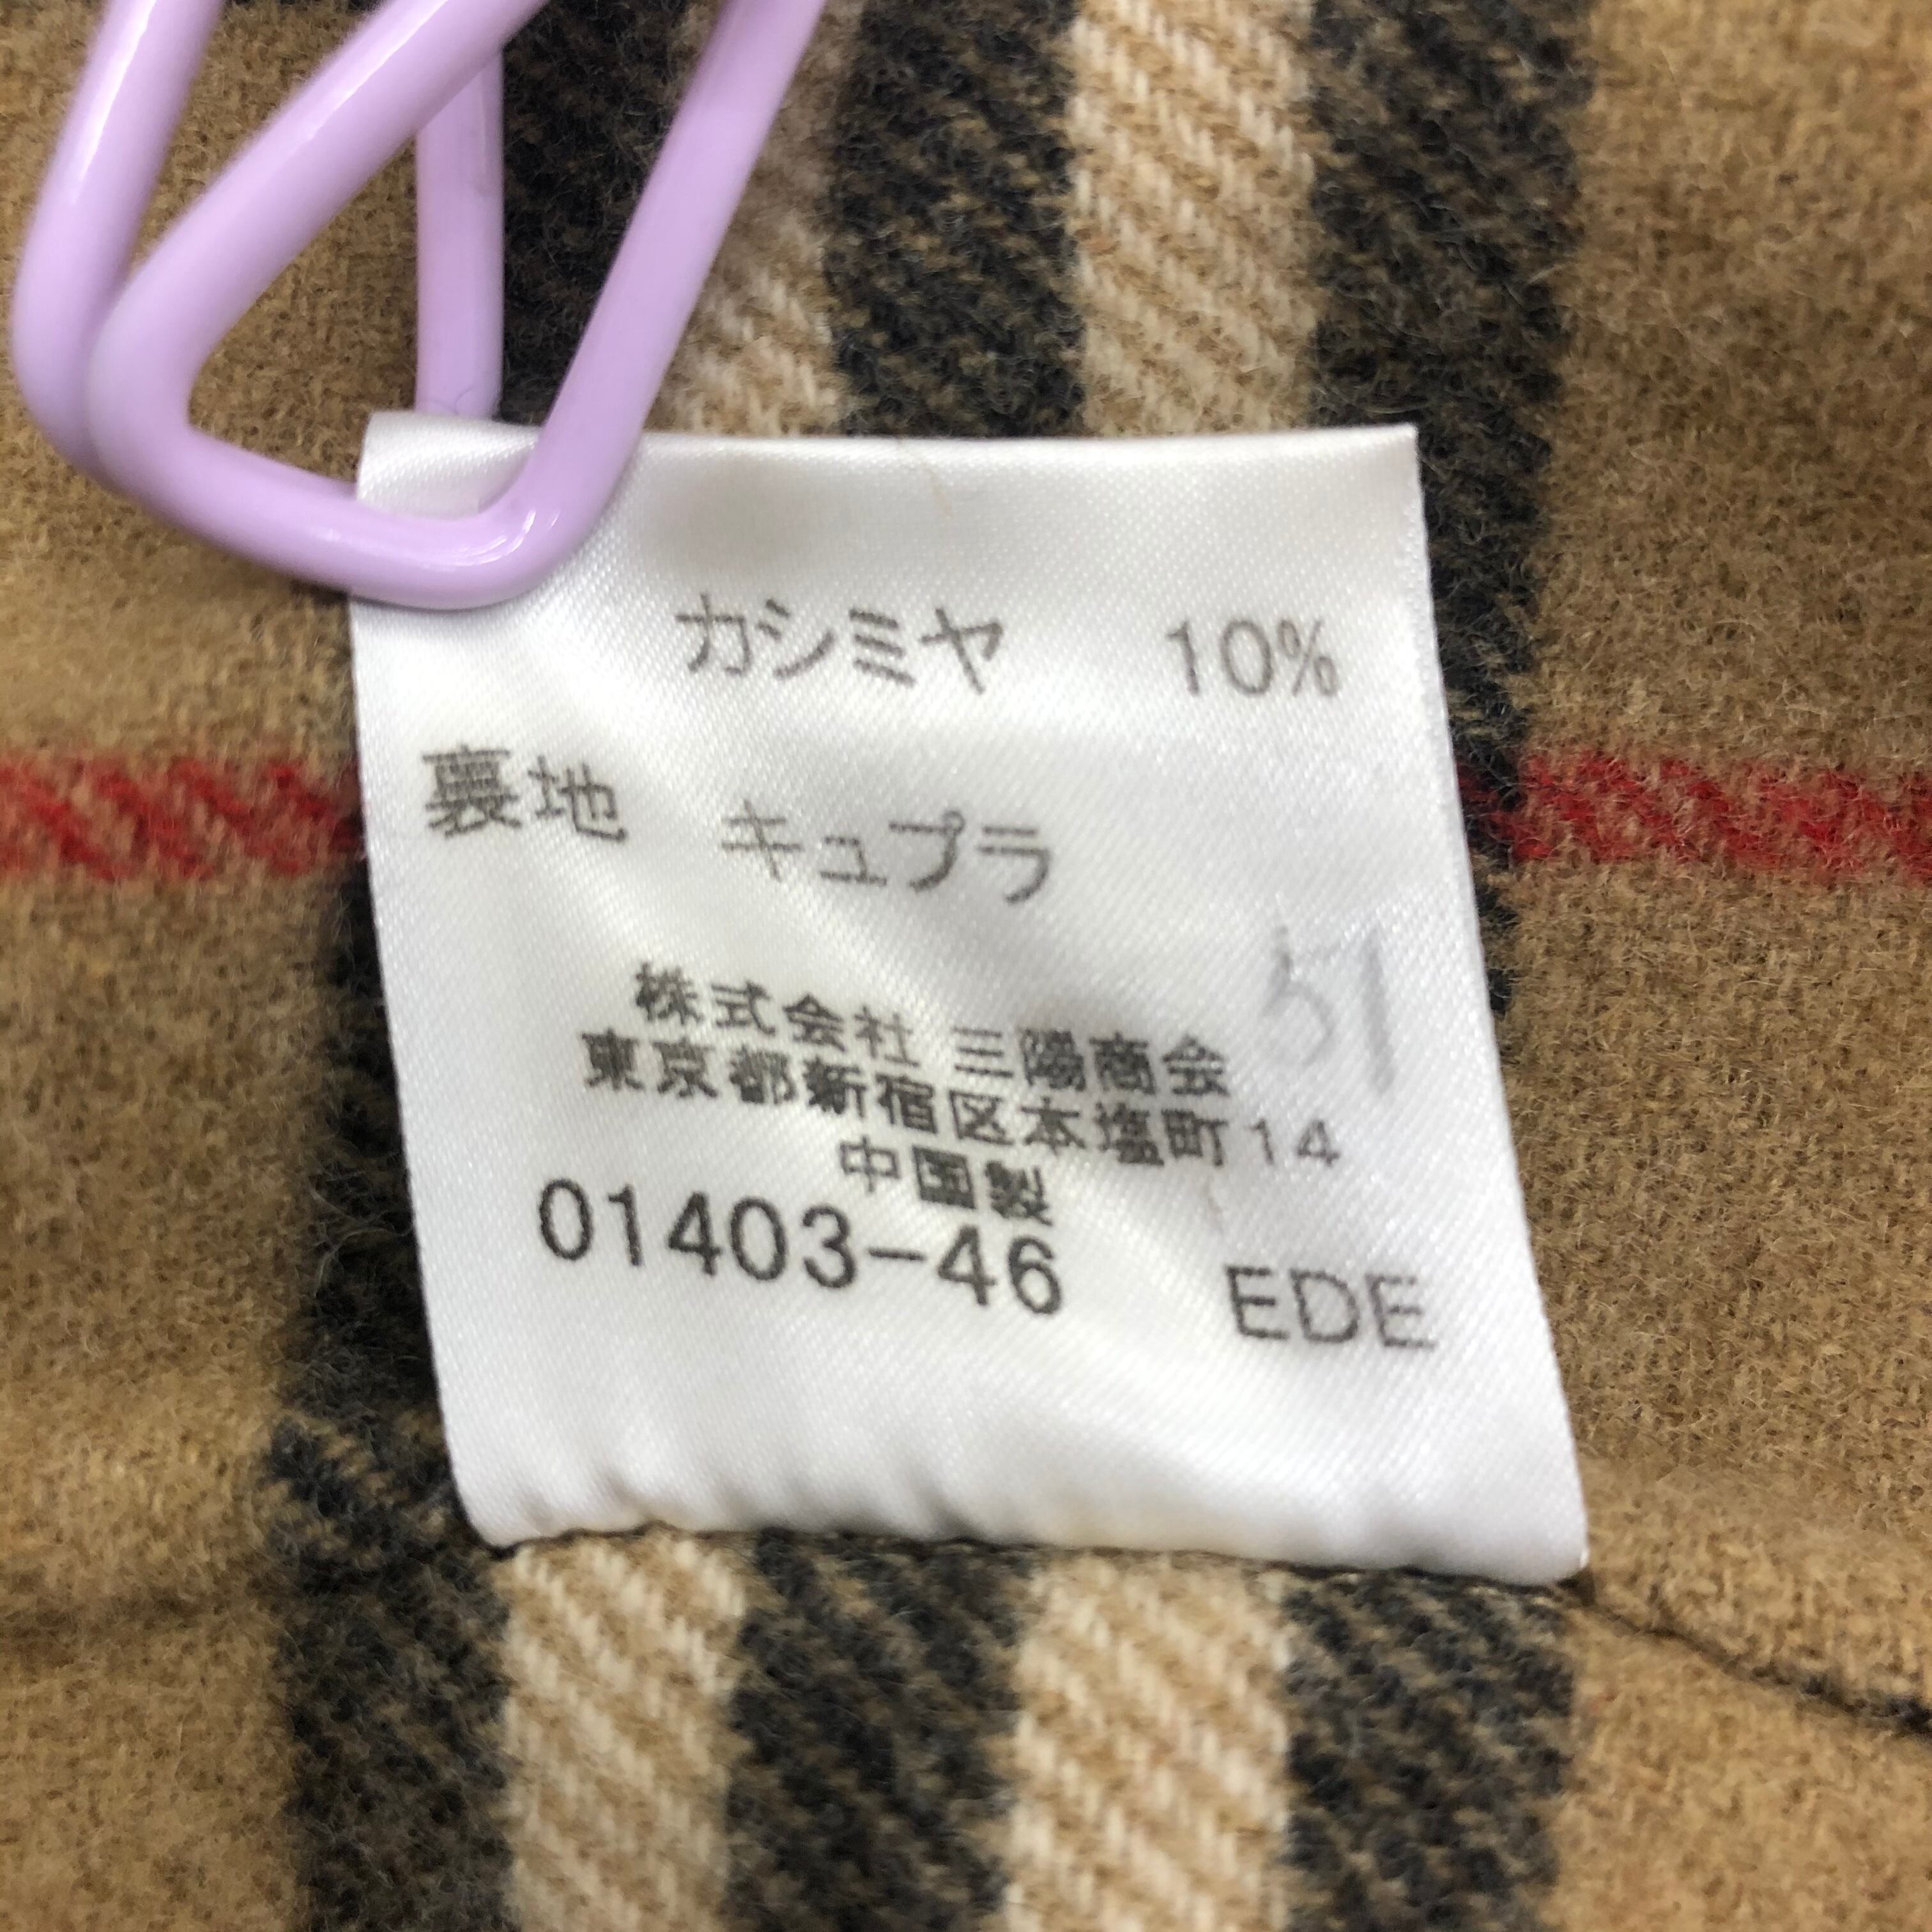 カシミヤ 10%
裏地 キュプラ
51
株式会社 三陽商会
東京都新宿区本塩町14
中国製
01403-46 EDE